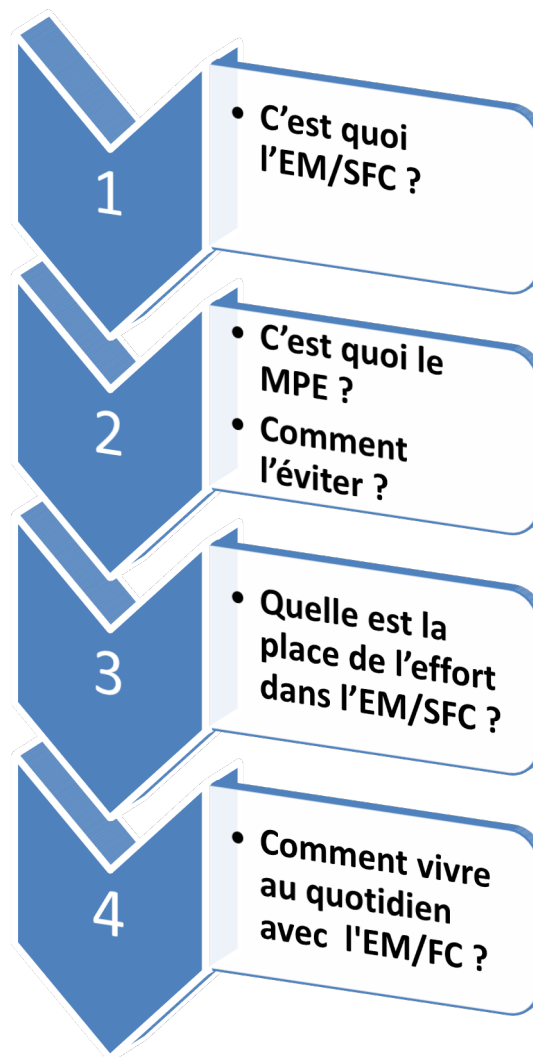 1
• C’est quoi
l’EM/SFC ?
2
• C’est quoi le
MPE ?
• Comment
l’éviter ?
3
• Quelle est la
place de l’effort
dans l’EM/SFC ?
4
• Comment vivre
au quotidien
avec l'EM/FC ?